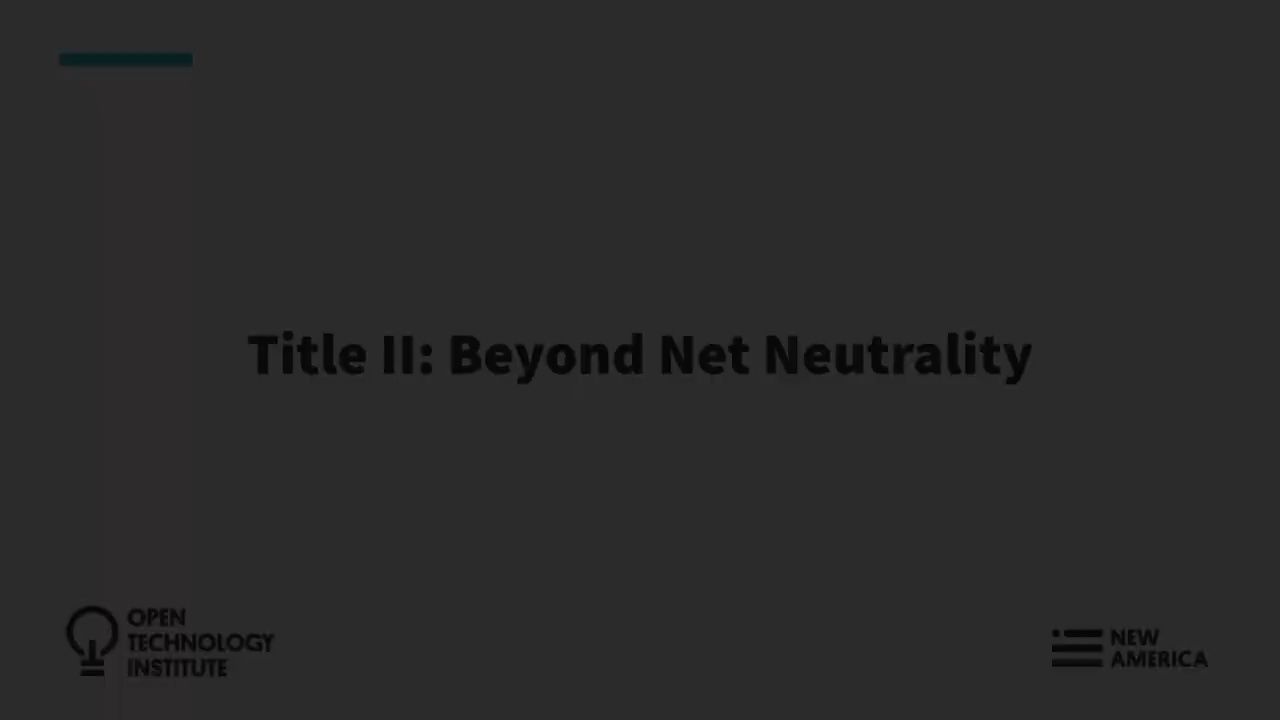 Title II: Beyond Net Neutrality
OPEN
TECHNOLOGY
INSTITUTE
NEW
AMERICA